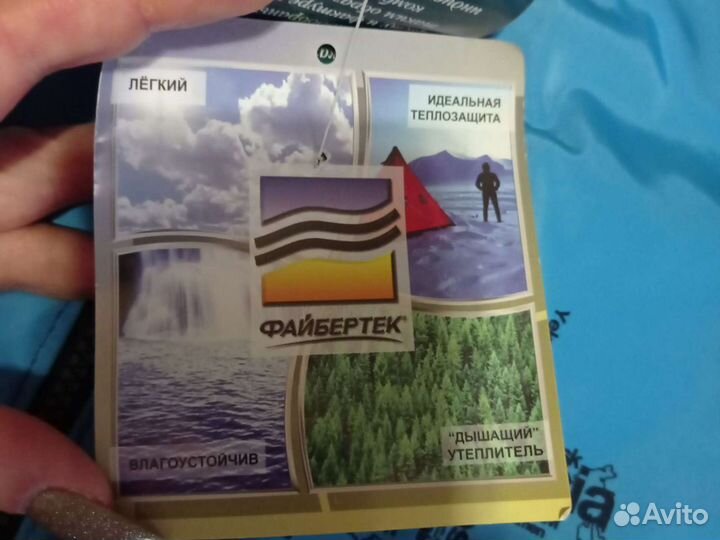 ЛЁГКИЙ
ИДЕАЛЬНАЯ
ТЕПЛОЗАЩИТА
ФАЙБЕРТЕК®
ВЛАГОУСТОЙЧИВ
"ДЫШАЩИЙ"
УТЕПЛИТЕЛЬ
Avito